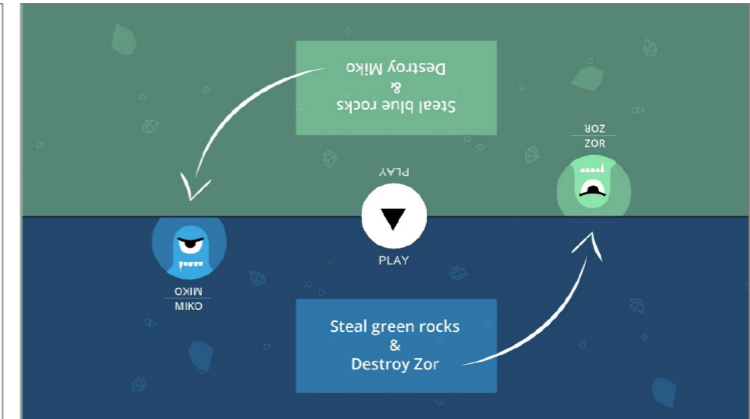 Steal blue rocks
&
Destroy Miko
ZOR
ZOR
PLAY
PLAY
MIKO
MIKO
Steal green rocks
&
Destroy Zor